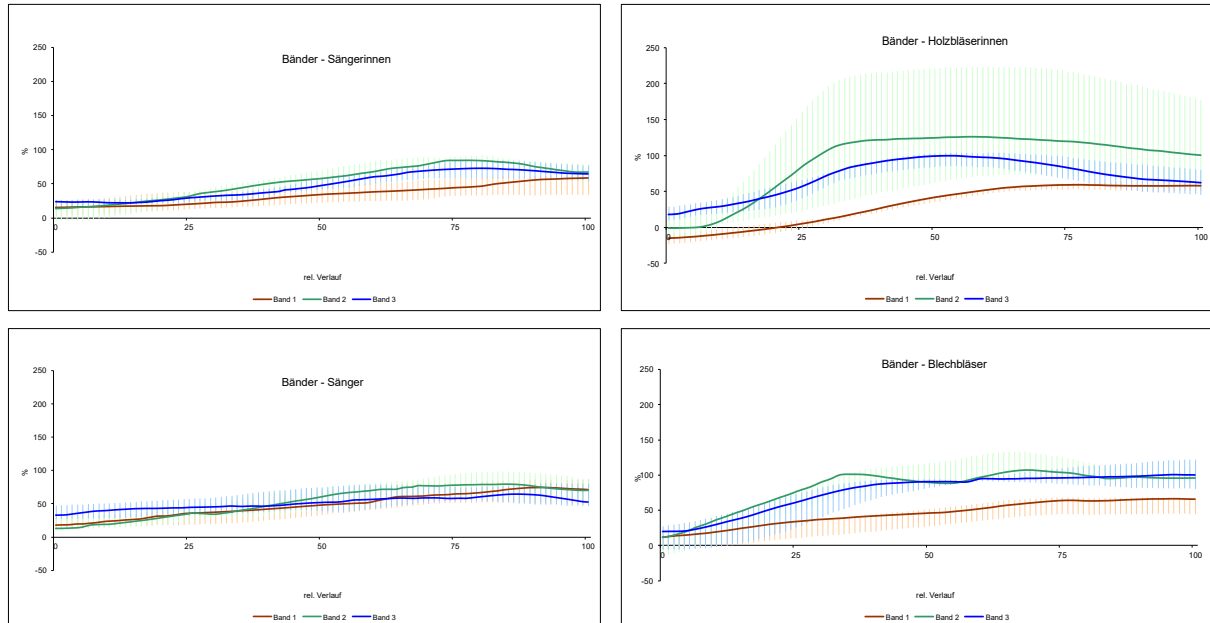 Bänder - Sängerinnen
250
200
150
100
50
0
-50
%
0 25 50 75 100
rel. Verlauf
Band 1 Band 2 Band 3
Bänder - Holzbläserinnen
250
200
150
100
50
0
-50
%
0 25 50 75 100
rel. Verlauf
Band 1 Band 2 Band 3
Bänder - Sänger
250
200
150
100
50
0
-50
%
0 25 50 75 100
rel. Verlauf
Band 1 Band 2 Band 3
Bänder - Blechbläser
250
200
150
100
50
0
-50
%
0 25 50 75 100
rel. Verlauf
Band 1 Band 2 Band 3